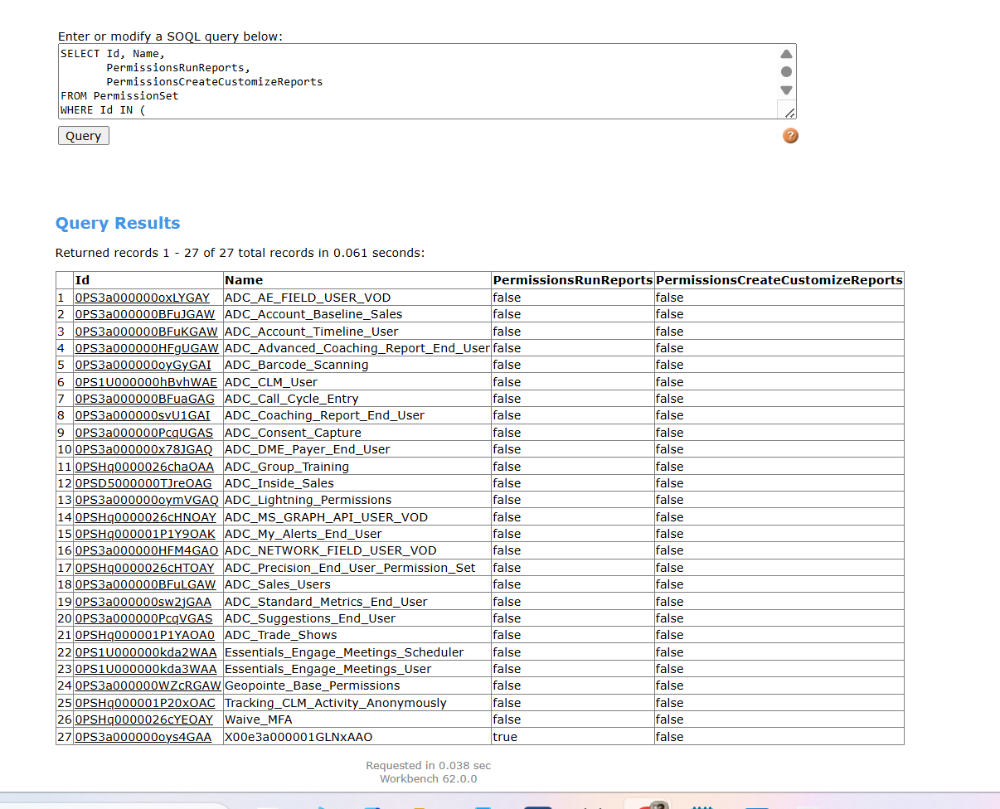 Enter or modify a SOQL query below:
SELECT Id, Name,
PermissionsRunReports,
PermissionsCreateCustomizeReports
FROM PermissionSet
WHERE Id IN (
Query
?
Query Results
Returned records 1 - 27 of 27 total records in 0.061 seconds:
Id Name PermissionsRunReports PermissionsCreateCustomizeReports
1 0PS3a000000oxLYGAY ADC_AE_FIELD_USER_VOD false false
2 0PS3a000000BFuJGAW ADC_Account_Baseline_Sales false false
3 0PS3a000000BFuKGAW ADC_Account_Timeline_User false false
4 0PS3a000000HFgUGAW ADC_Advanced_Coaching_Report_End_User false false
5 0PS3a000000oyGyGAI ADC_Barcode_Scanning false false
6 0PS1U000000hBvhWAE ADC_CLM_User false false
7 0PS3a000000BFuaGAG ADC_Call_Cycle_Entry false false
8 0PS3a000000svU1GAI ADC_Coaching_Report_End_User false false
9 0PS3a000000PcqUGAS ADC_Consent_Capture false false
10 0PS3a000000x78JGAQ ADC_DME_Payer_End_User false false
11 0PSHq0000026chaOAA ADC_Group_Training false false
12 0PSD5000000TJreOAG ADC_Inside_Sales false false
13 0PS3a000000oymVGAQ ADC_Lightning_Permissions false false
14 0PSHq0000026cHNOAY ADC_MS_GRAPH_API_USER_VOD false false
15 0PSHq000001P1Y9OAK ADC_My_Alerts_End_User false false
16 0PS3a000000HFM4GAO ADC_NETWORK_FIELD_USER_VOD false false
17 0PSHq0000026cHTOAY ADC_Precision_End_User_Permission_Set false false
18 0PS3a000000BFuLGAW ADC_Sales_Users false false
19 0PS3a000000sw2jGAA ADC_Standard_Metrics_End_User false false
20 0PS3a000000PcqVGAS ADC_Suggestions_End_User false false
21 0PSHq000001P1YAOA0 ADC_Trade_Shows false false
22 0PS1U000000kda2WAA Essentials_Engage_Meetings_Scheduler false false
23 0PS1U000000kda3WAA Essentials_Engage_Meetings_User false false
24 0PS3a000000WZcRGAW Geopointe_Base_Permissions false false
25 0PSHq000001P20xOAC Tracking_CLM_Activity_Anonymously false false
26 0PSHq0000026cYEOAY Waive_MFA false false
27 0PS3a000000oys4GAA X00e3a000001GLNxAAO true false
Requested in 0.038 sec
Workbench 62.0.0